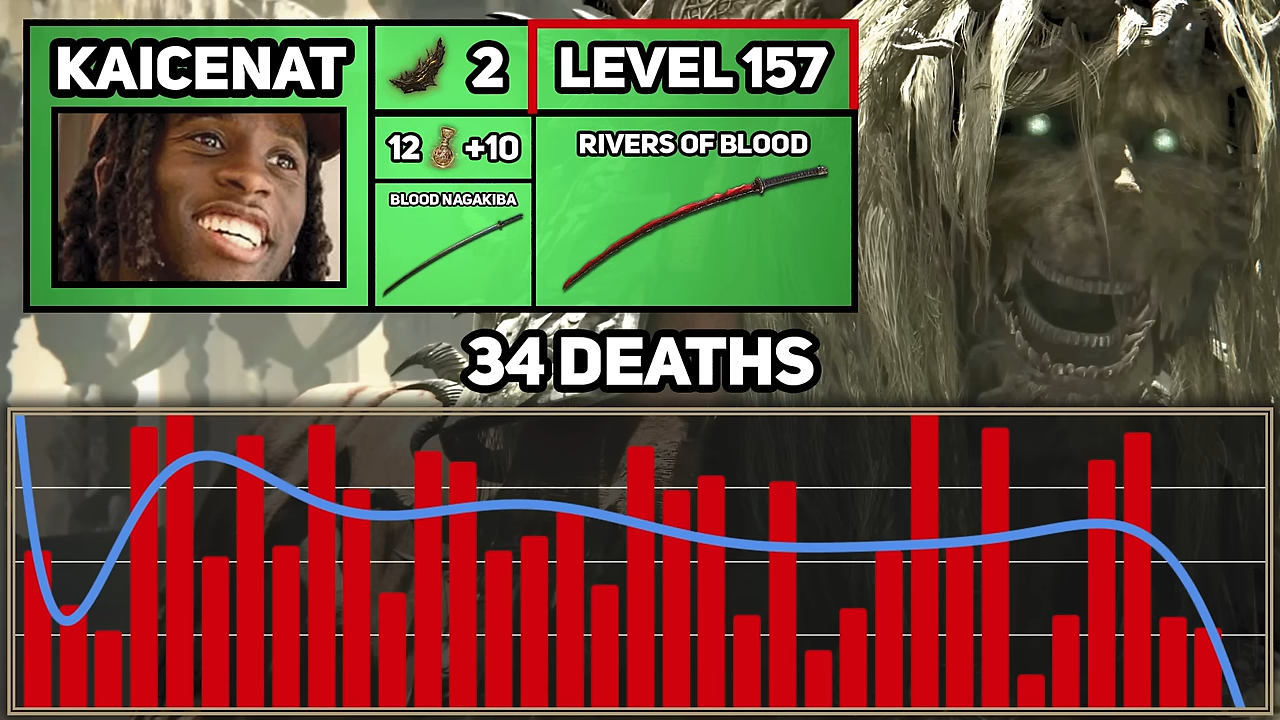 KAICENAT
2
LEVEL 157
12 +10
RIVERS OF BLOOD
BLOOD NAGAKIBA
34 DEATHS